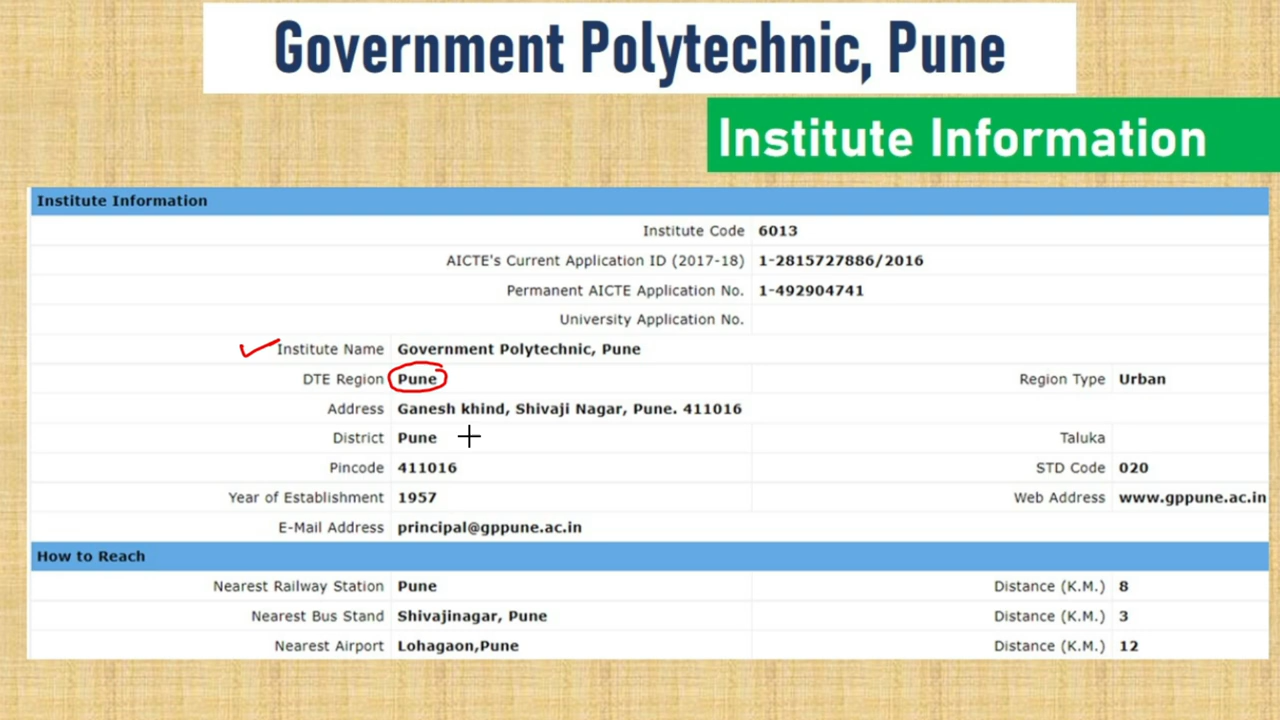 Government Polytechnic, Pune
Institute Information
Institute Information
Institute Code 6013
AICTE's Current Application ID (2017-18) 1-2815727886/2016
Permanent AICTE Application No. 1-492904741
University Application No.
Institute Name Government Polytechnic, Pune
DTE Region Pune Region Type Urban
Address Ganesh khind, Shivaji Nagar, Pune. 411016
District Pune Taluka
Pincode 411016 STD Code 020
Year of Establishment 1957 Web Address www.gppune.ac.in
E-Mail Address principal@gppune.ac.in
How to Reach
Nearest Railway Station Pune Distance (K.M.) 8
Nearest Bus Stand Shivajinagar, Pune Distance (K.M.) 3
Nearest Airport Lohagaon,Pune Distance (K.M.) 12